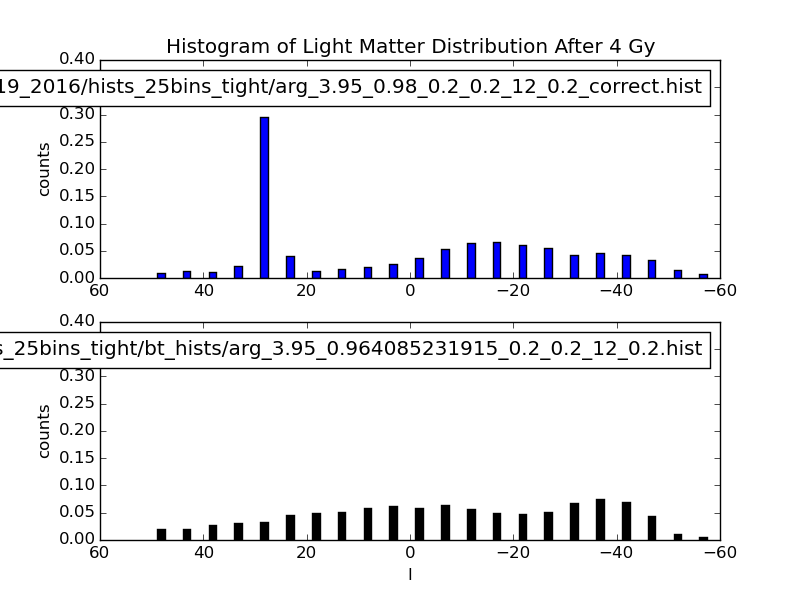 Histogram of Light Matter Distribution After 4 Gy
0.40
19_2016/hists_25bins_tight/arg_3.95_0.98_0.2_0.2_12_0.2_correct.hist
0.30
0.25
0.20
0.15
0.10
0.05
0.00
counts
60 40 20 0 −20 −40 −60
0.40
s_25bins_tight/bt_hists/arg_3.95_0.964085231915_0.2_0.2_12_0.2.hist
0.30
0.25
0.20
0.15
0.10
0.05
0.00
counts
60 40 20 0 −20 −40 −60
l